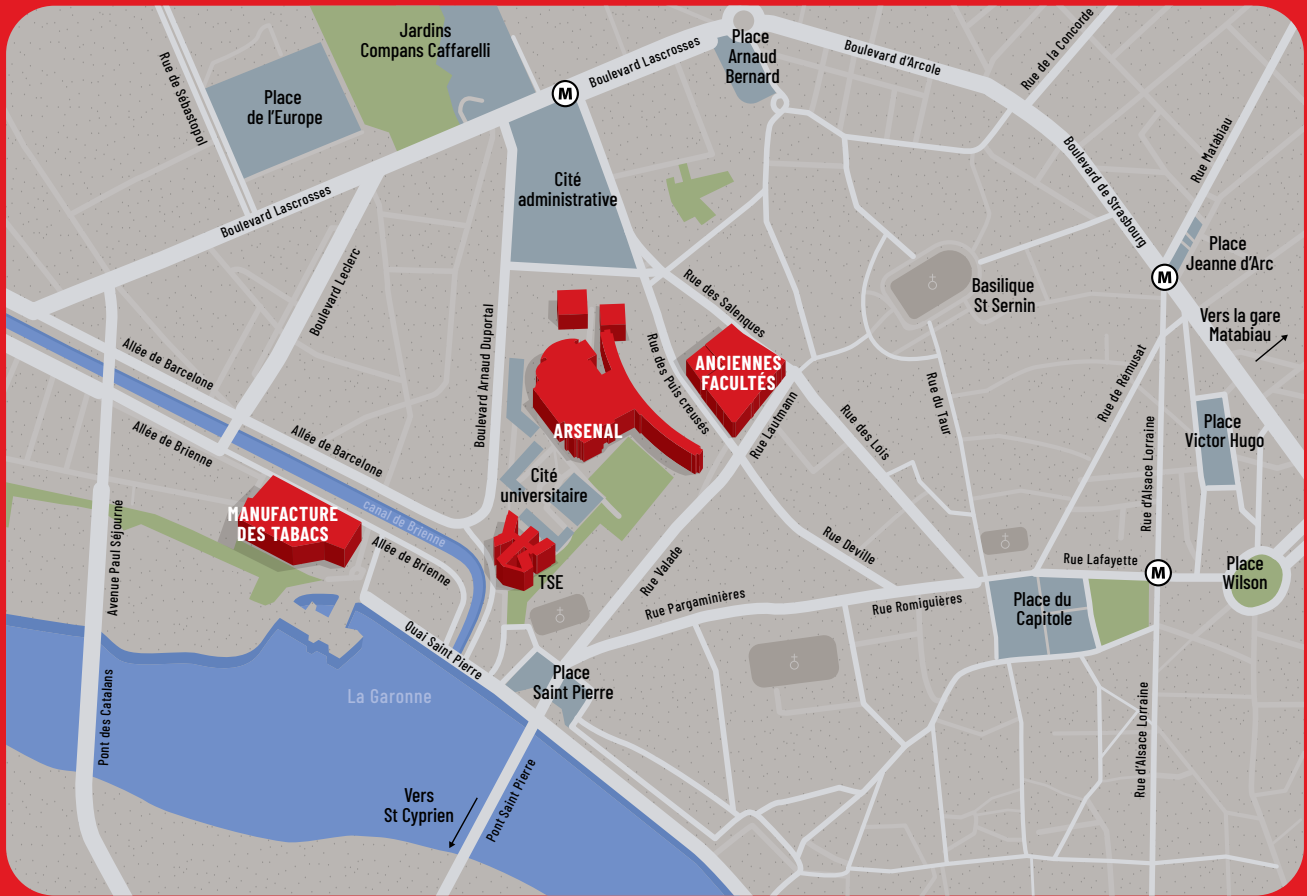 Jardins
Compans Caffarelli
Place
Arnaud
Bernard
Boulevard Lascrosses
Boulevard d'Arcole
Rue de la Concorde
Rue de Sébastopol
Place
de l'Europe
M
Boulevard de Strasbourg
Rue Matabiau
Cité
administrative
Boulevard Lascrosses
Place
Jeanne d'Arc
M
Boulevard Leclerc
Rue des Salenques
Basilique
St Sernin
Vers la gare
Matabiau
Allée de Barcelone
Boulevard Arnaud Duportal
Rue des Puis creusés
ANCIENNES
FACULTÉS
Rue du Taur
Rue de Rémusat
Allée de Brienne
Allée de Barcelone
ARSENAL
Rue Lautmann
Rue des Lois
Rue d'Alsace Lorraine
Place
Victor Hugo
Cité
universitaire
MANUFACTURE
DES TABACS
canal de Brienne
Avenue Paul Séjourné
Allée de Brienne
TSE
Rue Valade
Rue Deville
Rue Lafayette
M
Place
Wilson
Rue Pargaminières
Rue Romiguières
Place du
Capitole
Quai Saint Pierre
Place
Saint Pierre
La Garonne
Pont des Catalans
Rue d'Alsace Lorraine
Vers
St Cyprien
Pont Saint Pierre